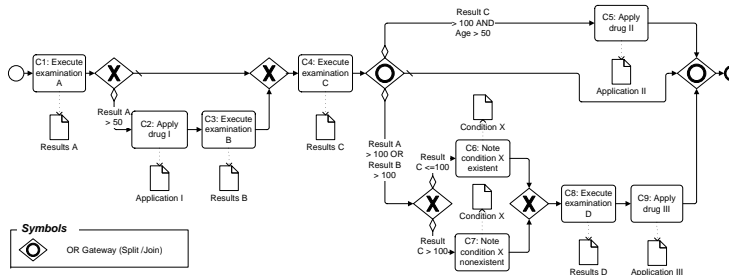 Result C
> 100 AND
Age > 50
C5: Apply
drug II
C1: Execute
examination
A
X
X
C4: Execute
examination
C
Application II
Results A
Result A
> 50
C2: Apply
drug I
C3: Execute
examination
B
Results C
Application I
Results B
Result A
> 100 OR
Result B
> 100
Condition X
Result
C <=100
C6: Note
condition X
existent
Condition X
X
X
C8: Execute
examination
D
C9: Apply
drug III
Result
C > 100
C7: Note
condition X
nonexistent
Results D
Application III
Symbols
OR Gateway (Split /Join)